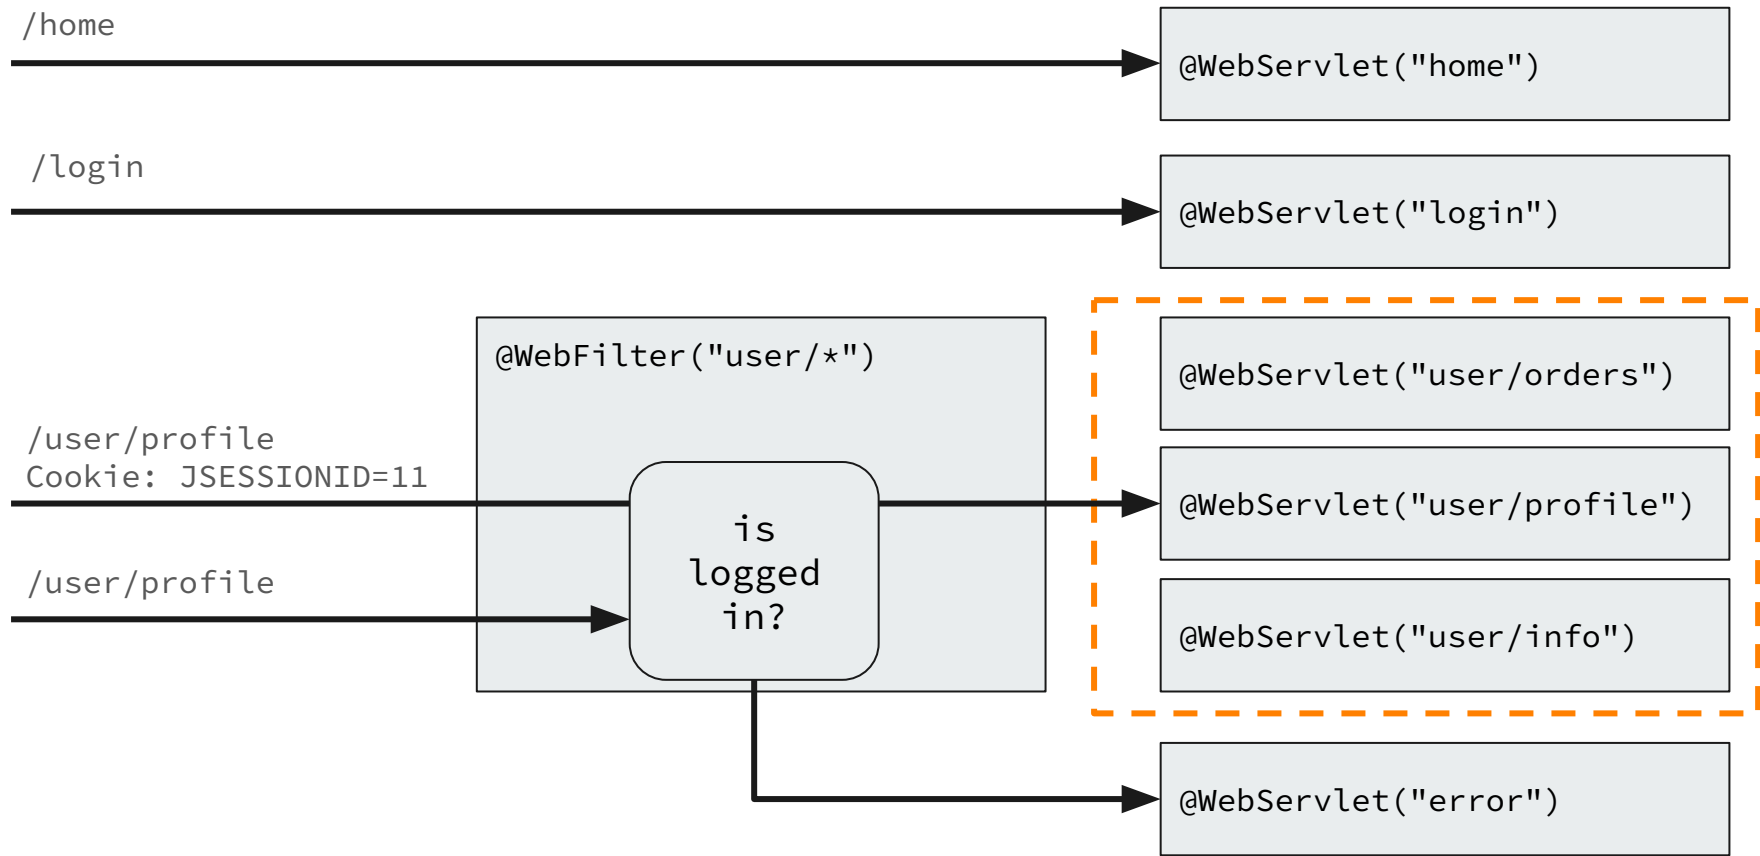 /home
@WebServlet("home")
/login
@WebServlet("login")
@WebFilter("user/*")
@WebServlet("user/orders")
/user/profile
Cookie: JSESSIONID=11
@WebServlet("user/profile")
is
logged
in?
/user/profile
@WebServlet("user/info")
@WebServlet("error")